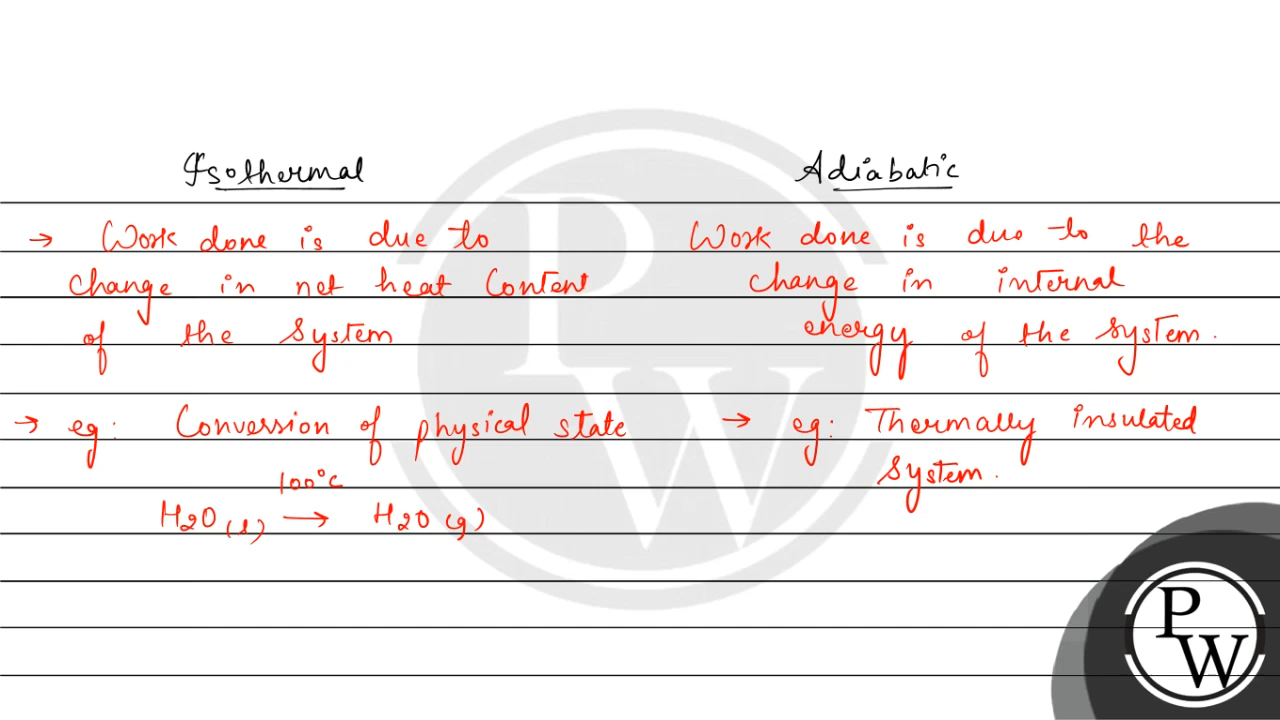 Isothermal
→ Work done is due to
change in net heat content
of the system
→ eg: Conversion of physical state
100°C
H2O (l) → H2O (g)
Adiabatic
Work done is due to the
change in internal
energy of the system.
→ eg: Thermally insulated
system.
PW
PW